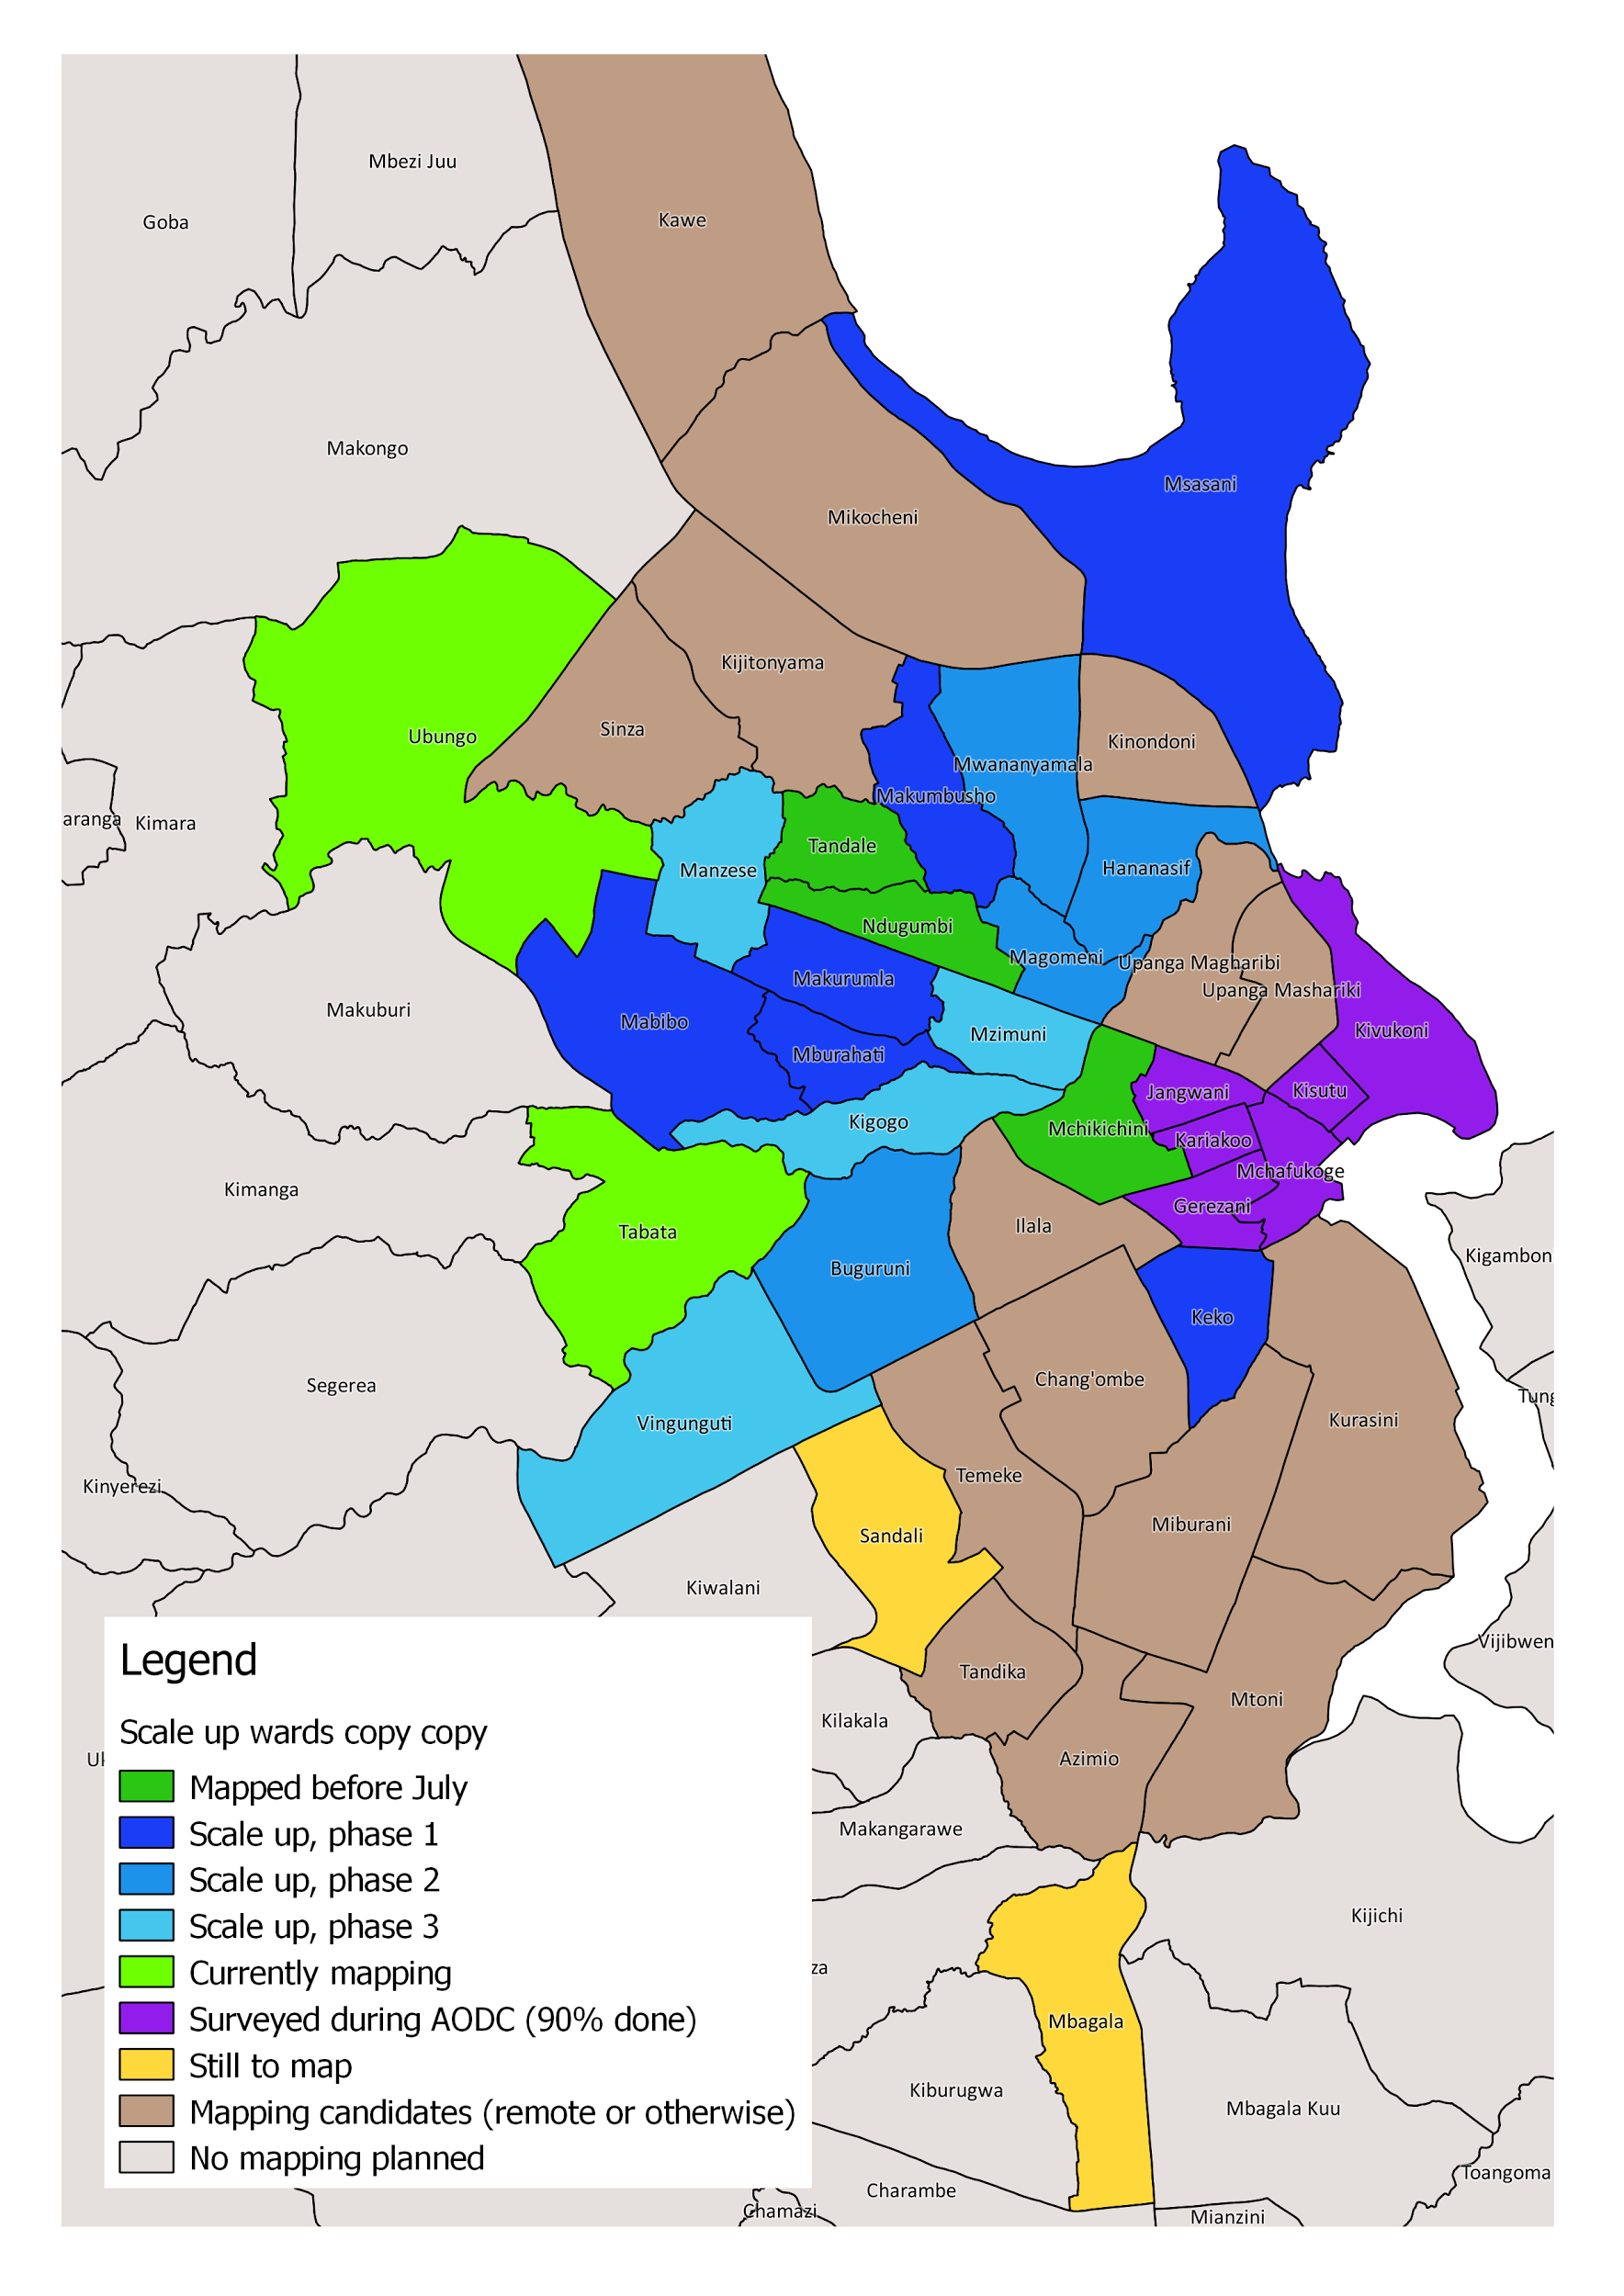 Mbezi Juu
Goba
Kawe
Makongo
Msasani
Mikocheni
Kijitonyama
Sinza
Ubungo
Kinondoni
Mwananyamala
Makumbusho
aranga
Kimara
Tandale
Manzese
Hananasif
Ndugumbi
Magomeni
Upanga Magharibi
Makurumla
Upanga Mashariki
Makuburi
Mabibo
Mzimuni
Kivukoni
Mburahati
Jangwani
Kisutu
Kigogo
Mchikichini
Kariakoo
Mchafukoge
Kimanga
Gerezani
Ilala
Tabata
Kigambon
Buguruni
Keko
Chang'ombe
Segerea
Tung
Vingunguti
Kurasini
Temeke
Kinyerezi
Miburani
Sandali
Kiwalani
Vijibwen
Tandika
Mtoni
Kilakala
Azimio
Uk
Makangarawe
Kijichi
za
Mbagala
Kiburugwa
Mbagala Kuu
Toangoma
Charambe
Chamazi
Mianzini
Legend
Scale up wards copy copy
Mapped before July
Scale up, phase 1
Scale up, phase 2
Scale up, phase 3
Currently mapping
Surveyed during AODC (90% done)
Still to map
Mapping candidates (remote or otherwise)
No mapping planned